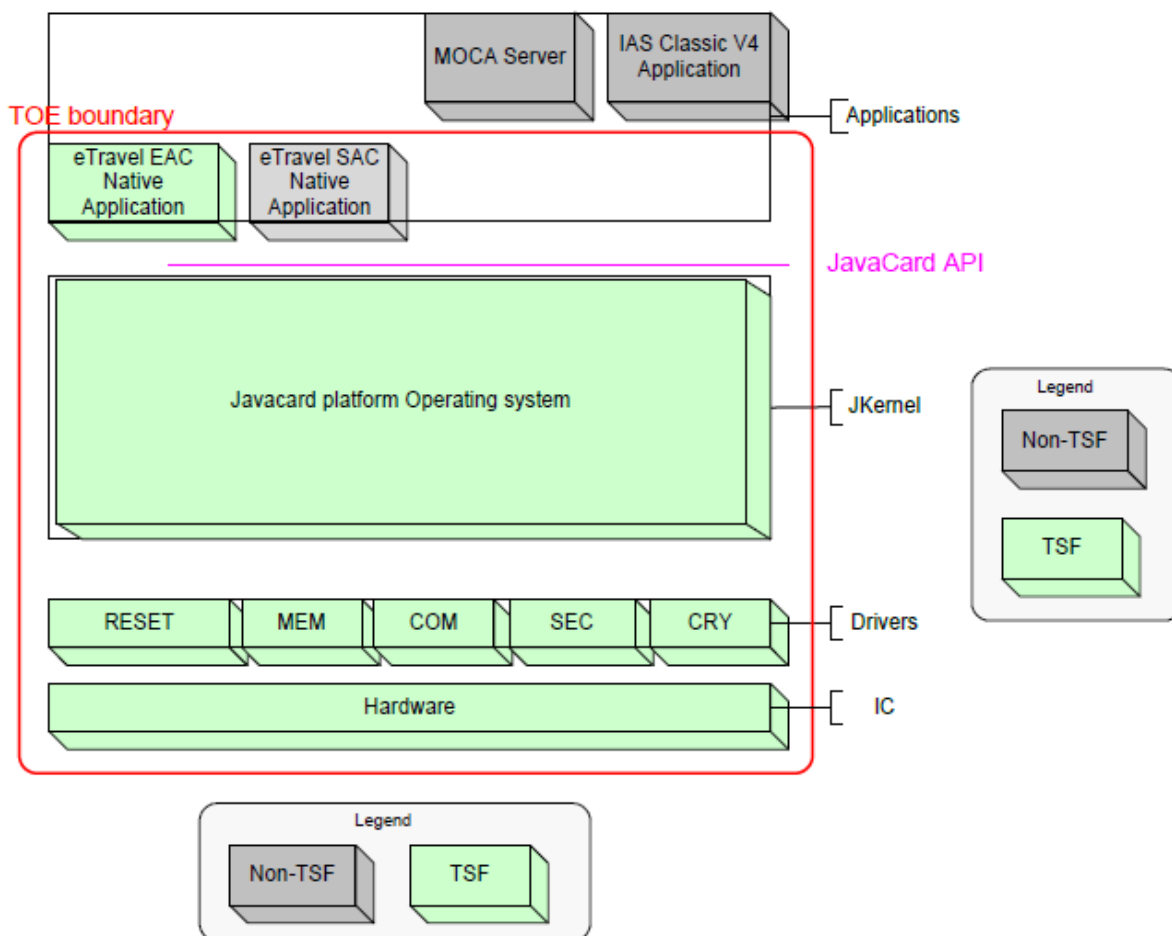 MOCA Server
IAS Classic V4
Application
TOE boundary
Applications
eTravel EAC
Native
Application
eTravel SAC
Native
Application
JavaCard API
Javacard platform Operating system
JKernel
Legend
Non-TSF
TSF
RESET
MEM
COM
SEC
CRY
Drivers
Hardware
IC
Legend
Non-TSF
TSF